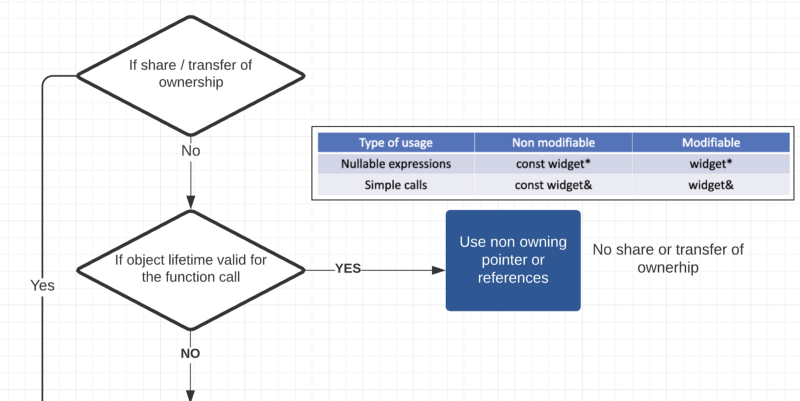 If share / transfer of
ownership
No
Type of usage Non modifiable Modifiable
Nullable expressions const widget* widget*
Simple calls const widget& widget&
If object lifetime valid for
the function call
YES
Use non owning
pointer or
references
No share or transfer of
ownerhip
Yes
NO